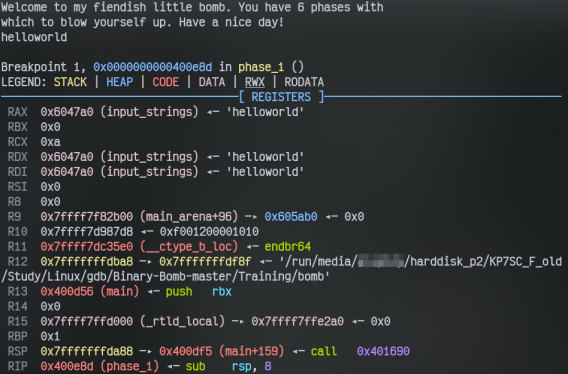 Welcome to my fiendish little bomb. You have 6 phases with
which to blow yourself up. Have a nice day!
helloworld
Breakpoint 1, 0x0000000000400e8d in phase_1 ()
LEGEND: STACK | HEAP | CODE | DATA | RWX | RODATA
[ REGISTERS ]
RAX 0x6047a0 (input_strings) ◂— 'helloworld'
RBX 0x0
RCX 0xa
RDX 0x6047a0 (input_strings) ◂— 'helloworld'
RDI 0x6047a0 (input_strings) ◂— 'helloworld'
RSI 0x0
R8 0x0
R9 0x7ffff7f82b00 (main_arena+96) —▸ 0x605ab0 ◂— 0x0
R10 0x7ffff7d987d8 ◂— 0xf001200001010
R11 0x7ffff7dc35e0 (__ctype_b_loc) ◂— endbr64
R12 0x7fffffffdba8 —▸ 0x7fffffffdf8f ◂— '/run/media/ /harddisk_p2/KP7SC_F_old
/Study/Linux/gdb/Binary-Bomb-master/Training/bomb'
R13 0x400d56 (main) ◂— push rbx
R14 0x0
R15 0x7ffff7ffd000 (_rtld_local) —▸ 0x7ffff7ffe2a0 ◂— 0x0
RBP 0x1
RSP 0x7fffffffda88 —▸ 0x400df5 (main+159) ◂— call 0x401690
RIP 0x400e8d (phase_1) ◂— sub rsp, 8